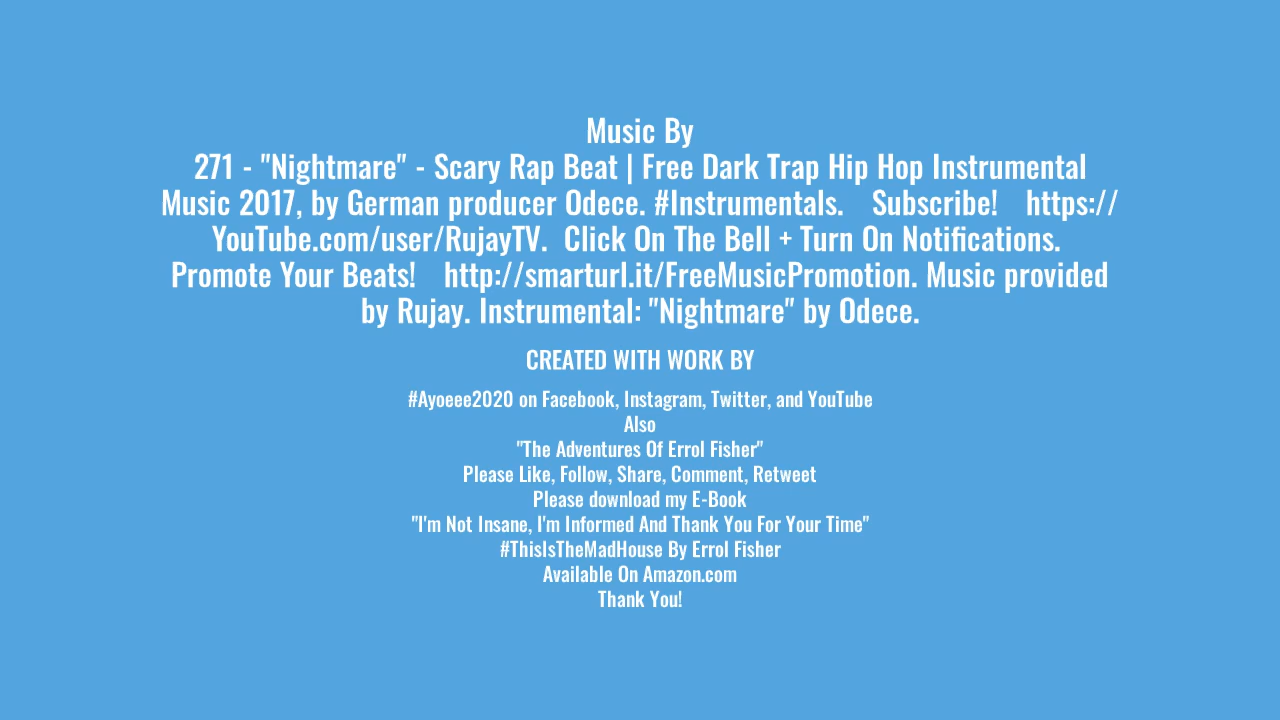 Music By
271 - "Nightmare" - Scary Rap Beat | Free Dark Trap Hip Hop Instrumental
Music 2017, by German producer Odece. #Instrumentals.    Subscribe!    https://
YouTube.com/user/RujayTV.  Click On The Bell + Turn On Notifications.
Promote Your Beats!    http://smarturl.it/FreeMusicPromotion. Music provided
by Rujay. Instrumental: "Nightmare" by Odece.
CREATED WITH WORK BY
#Ayoeee2020 on Facebook, Instagram, Twitter, and YouTube
Also
"The Adventures Of Errol Fisher"
Please Like, Follow, Share, Comment, Retweet
Please download my E-Book
"I'm Not Insane, I'm Informed And Thank You For Your Time"
#ThisIsTheMadHouse By Errol Fisher
Available On Amazon.com
Thank You!